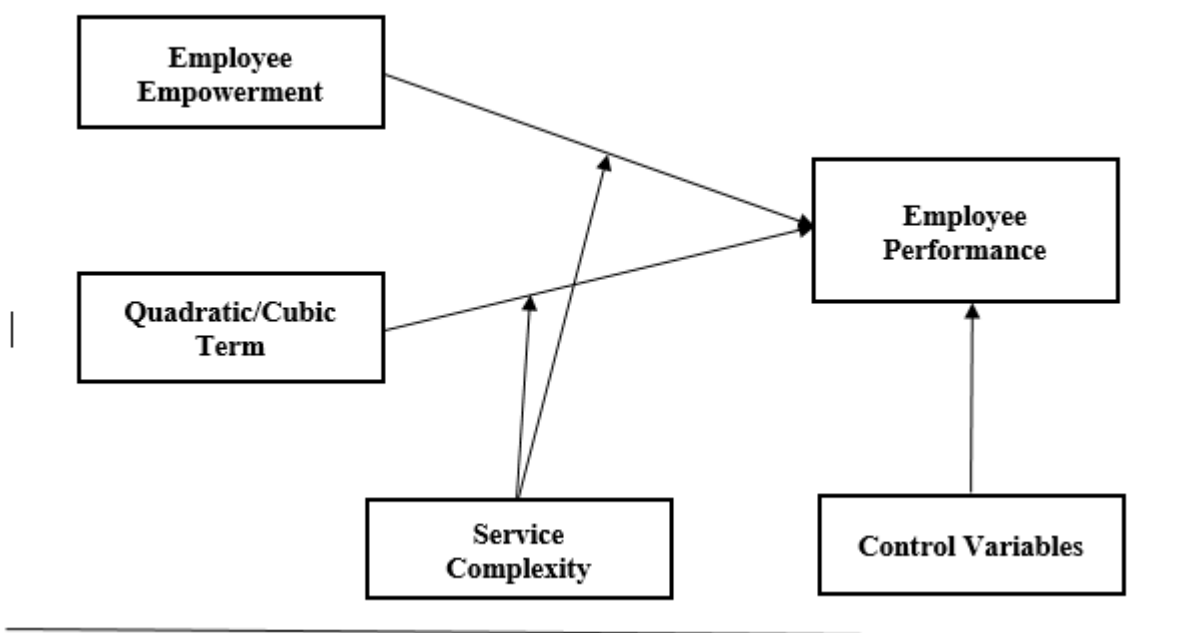 Employee
Empowerment
Employee
Performance
Quadratic/Cubic
Term
Service
Complexity
Control Variables